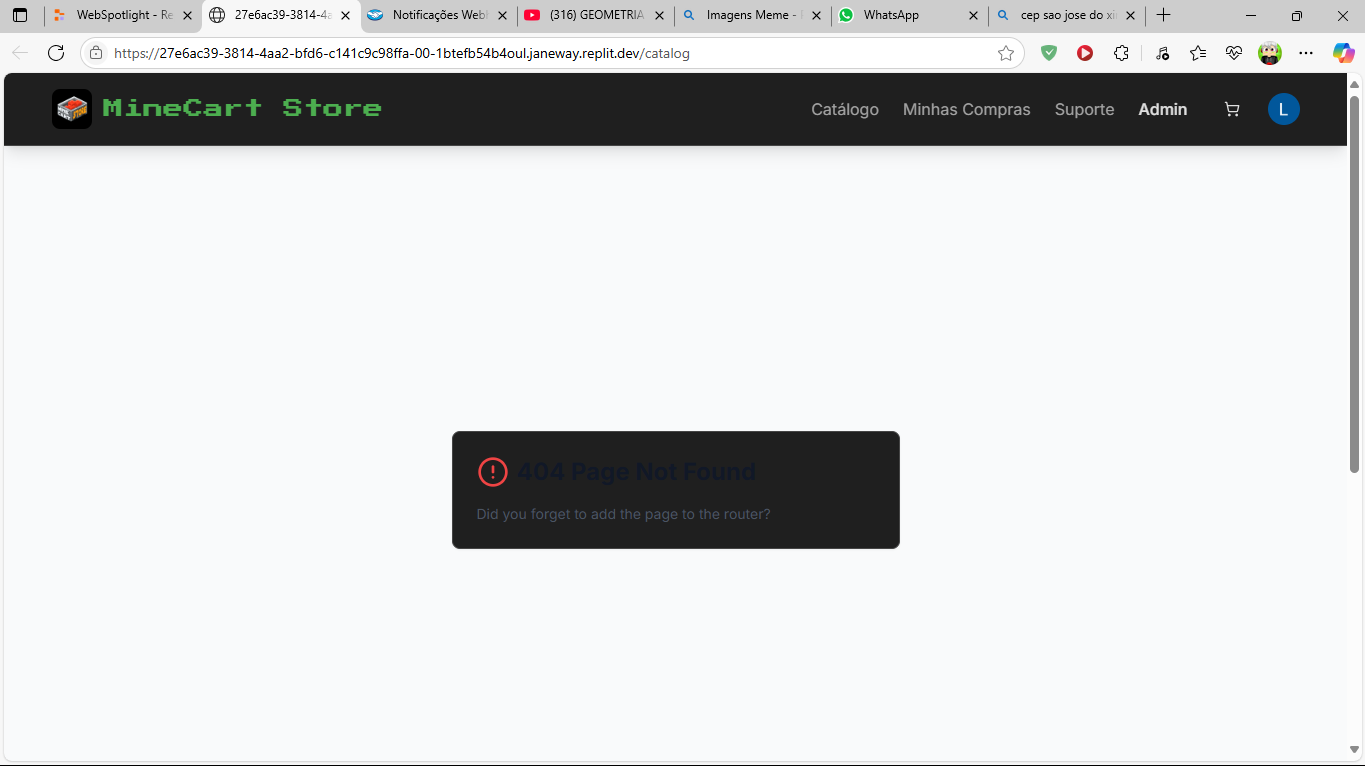 WebSpotlight - Re
27e6ac39-3814-4a
Notificações Web
(316) GEOMETRIA
Imagens Meme -
WhatsApp
cep sao jose do xi
https://27e6ac39-3814-4aa2-bfd6-c141c9c98ffa-00-1btefb54b4oul.janeway.replit.dev/catalog
MineCart Store
Catálogo
Minhas Compras
Suporte
Admin
L
404 Page Not Found
Did you forget to add the page to the router?